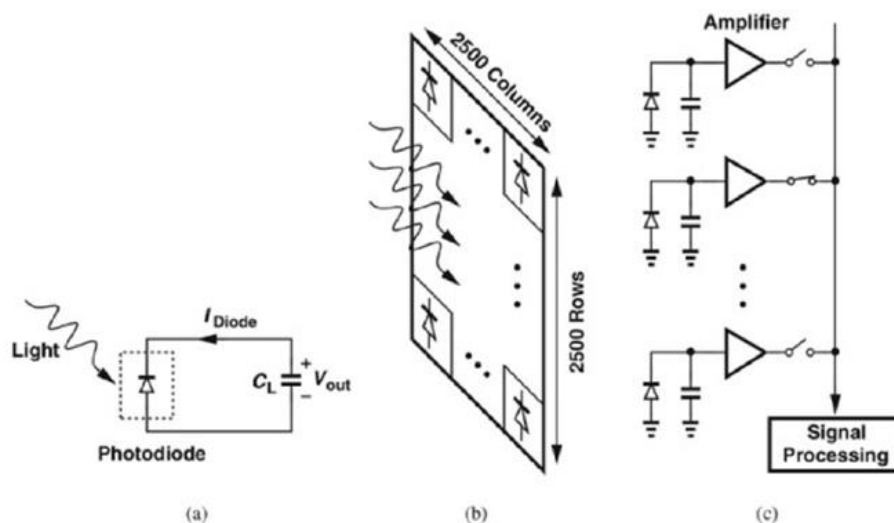 Light
I Diode
C L
+
V out
–
Photodiode
(a)
2500 Columns
2500 Rows
(b)
Amplifier
Signal
Processing
(c)